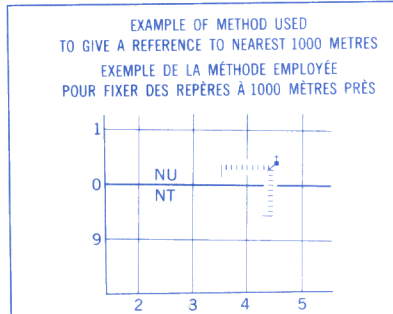 EXAMPLE OF METHOD USED
TO GIVE A REFERENCE TO NEAREST 1000 METRES
EXEMPLE DE LA MÉTHODE EMPLOYÉE
POUR FIXER DES REPÈRES À 1000 MÈTRES PRÈS
1
NU
0
NT
9
2 3 4 5